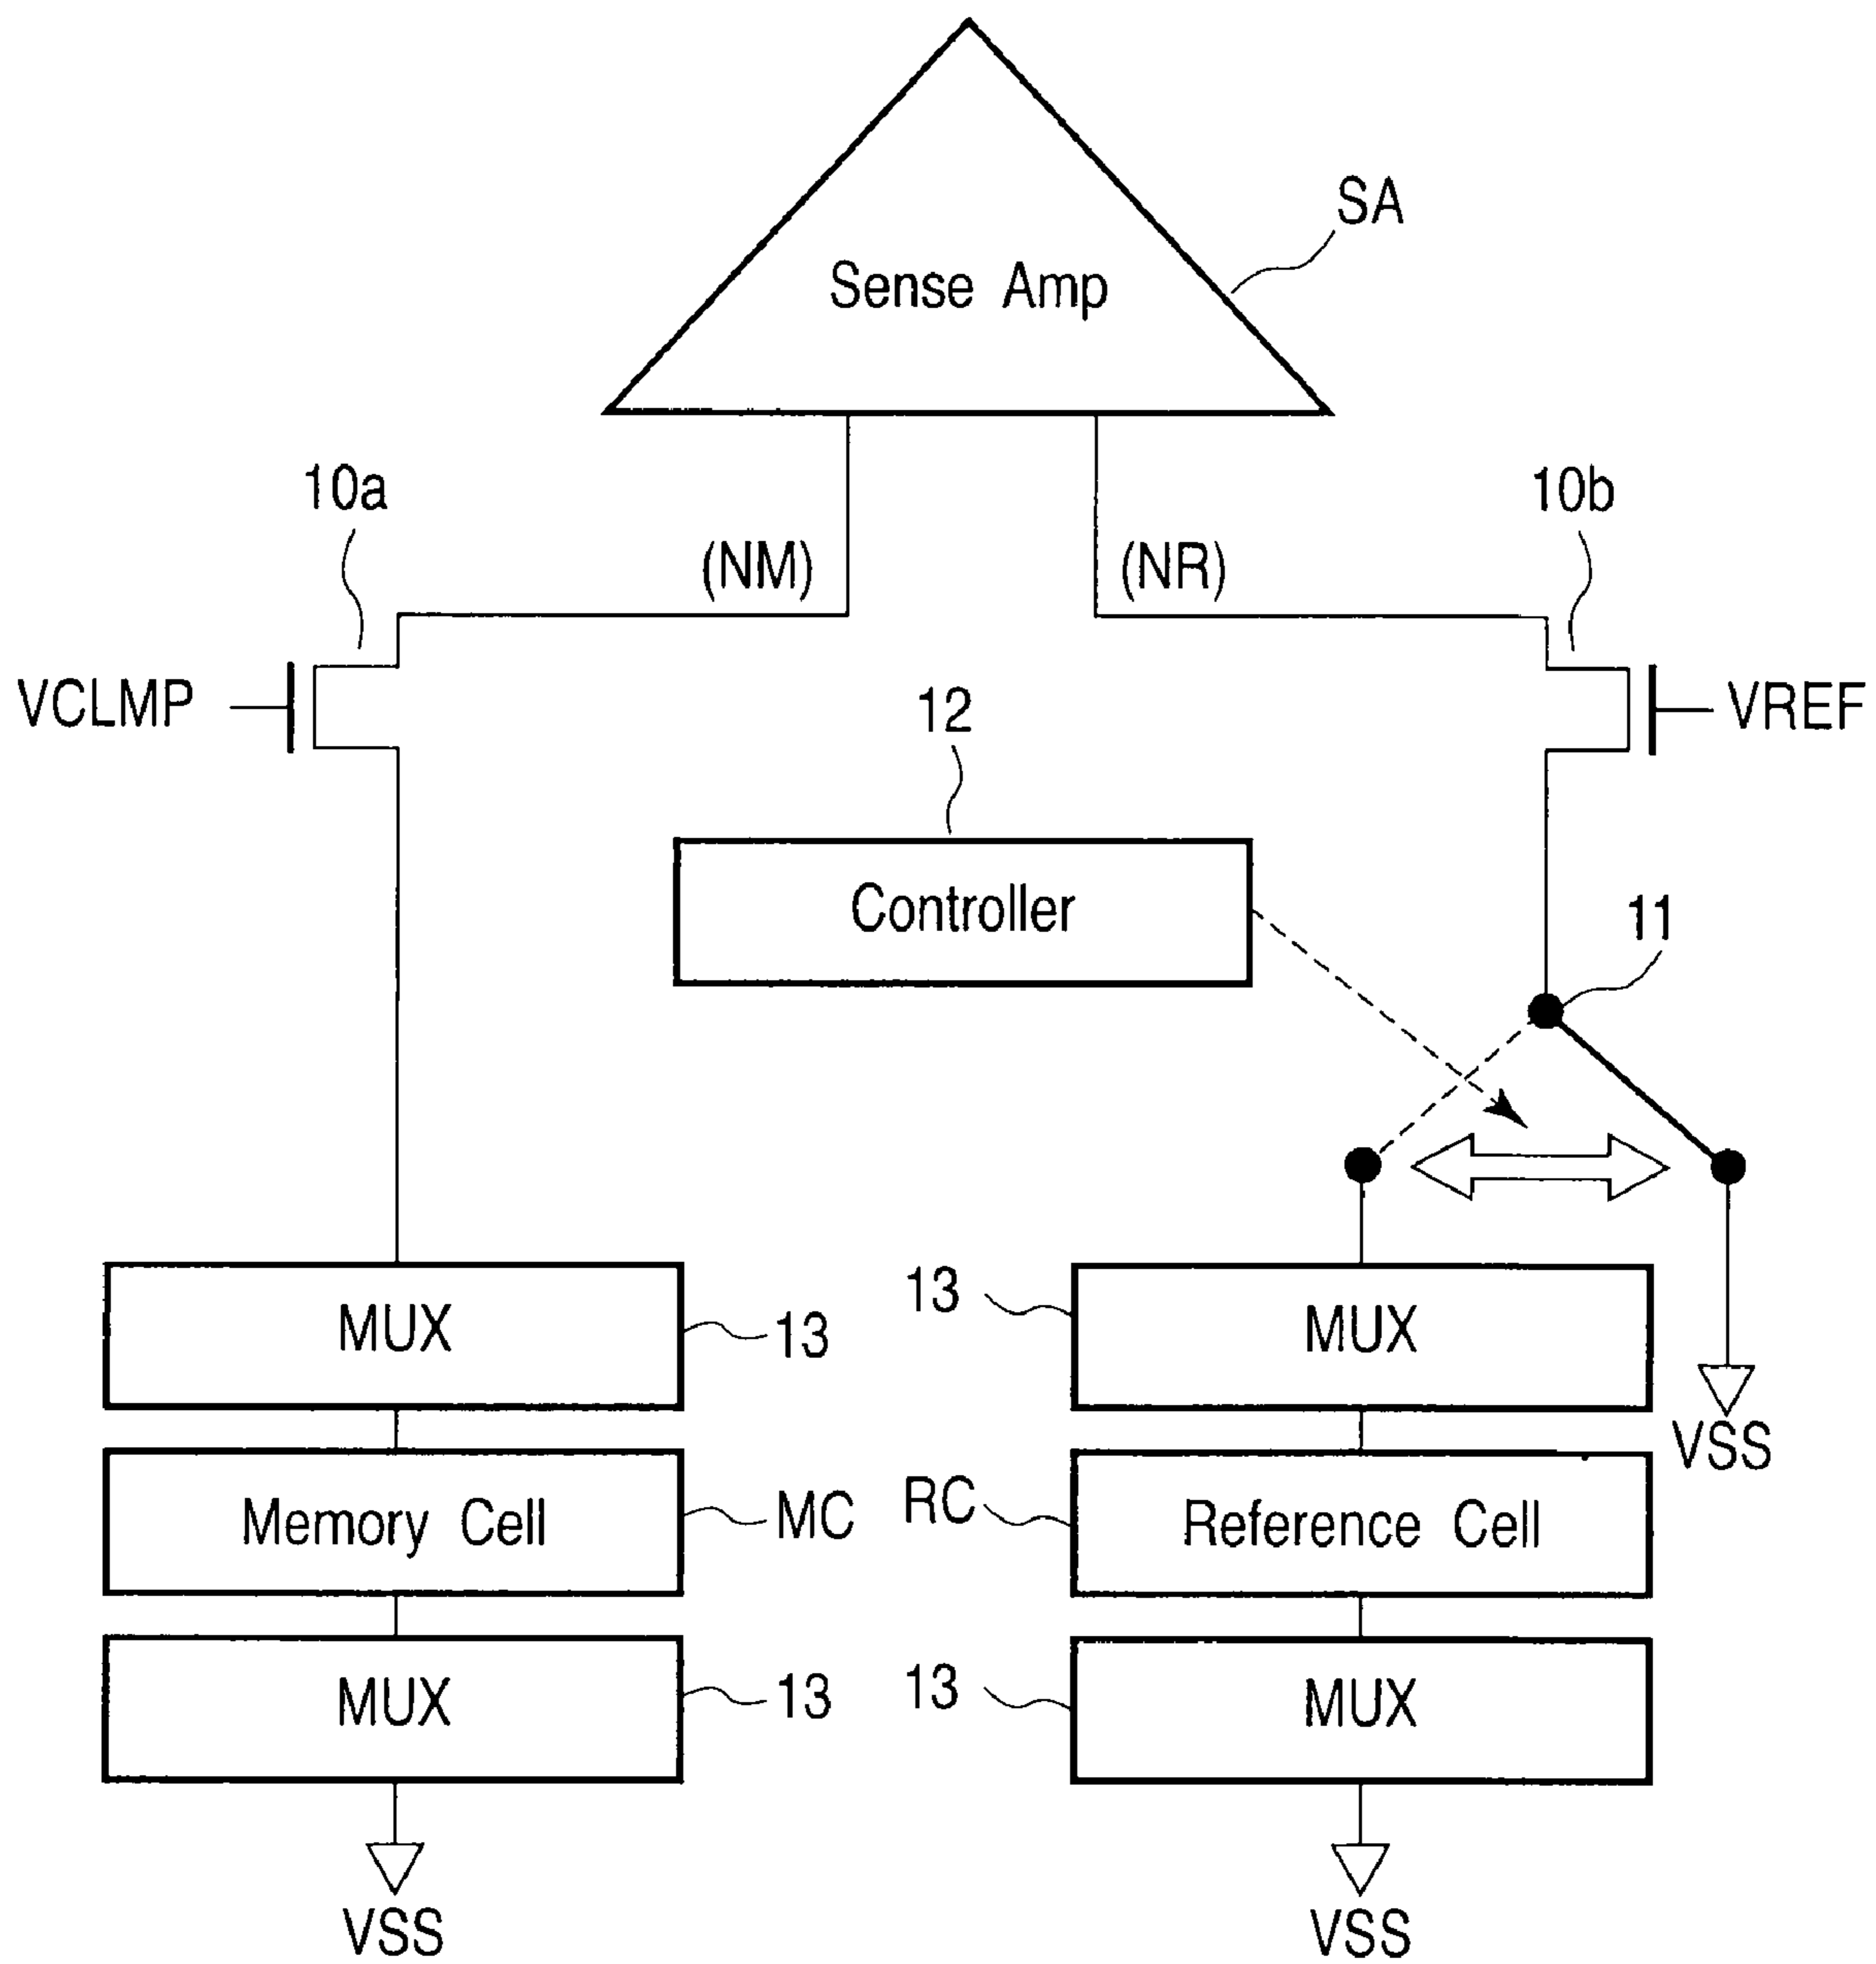 SA
Sense Amp
10a
10b
(NM)
(NR)
VCLMP
12
VREF
Controller
11
MUX
13
13
MUX
VSS
Memory Cell
MC
RC
Reference Cell
MUX
13
13
MUX
VSS
VSS